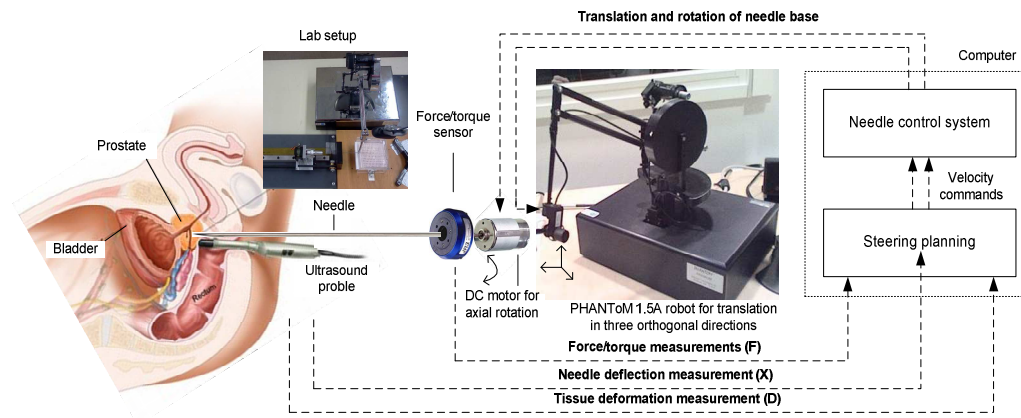 Translation and rotation of needle base
Lab setup
Computer
Force/torque
sensor
Needle control system
Prostate
Velocity
commands
Needle
Bladder
Steering planning
Ultrasound
proble
Rectum
DC motor for
axial rotation
PHANToM 1.5A robot for translation
in three orthogonal directions
Force/torque measurements (F)
Needle deflection measurement (X)
Tissue deformation measurement (D)